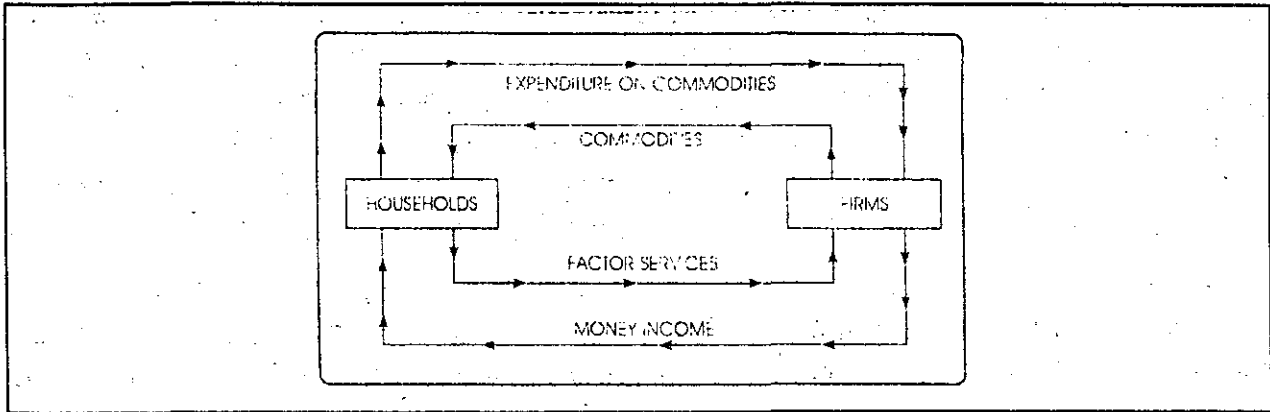 EXPENDITURE ON COMMODITIES
COMMODITIES
HOUSEHOLDS
FIRMS
FACTOR SERVICES
MONEY INCOME